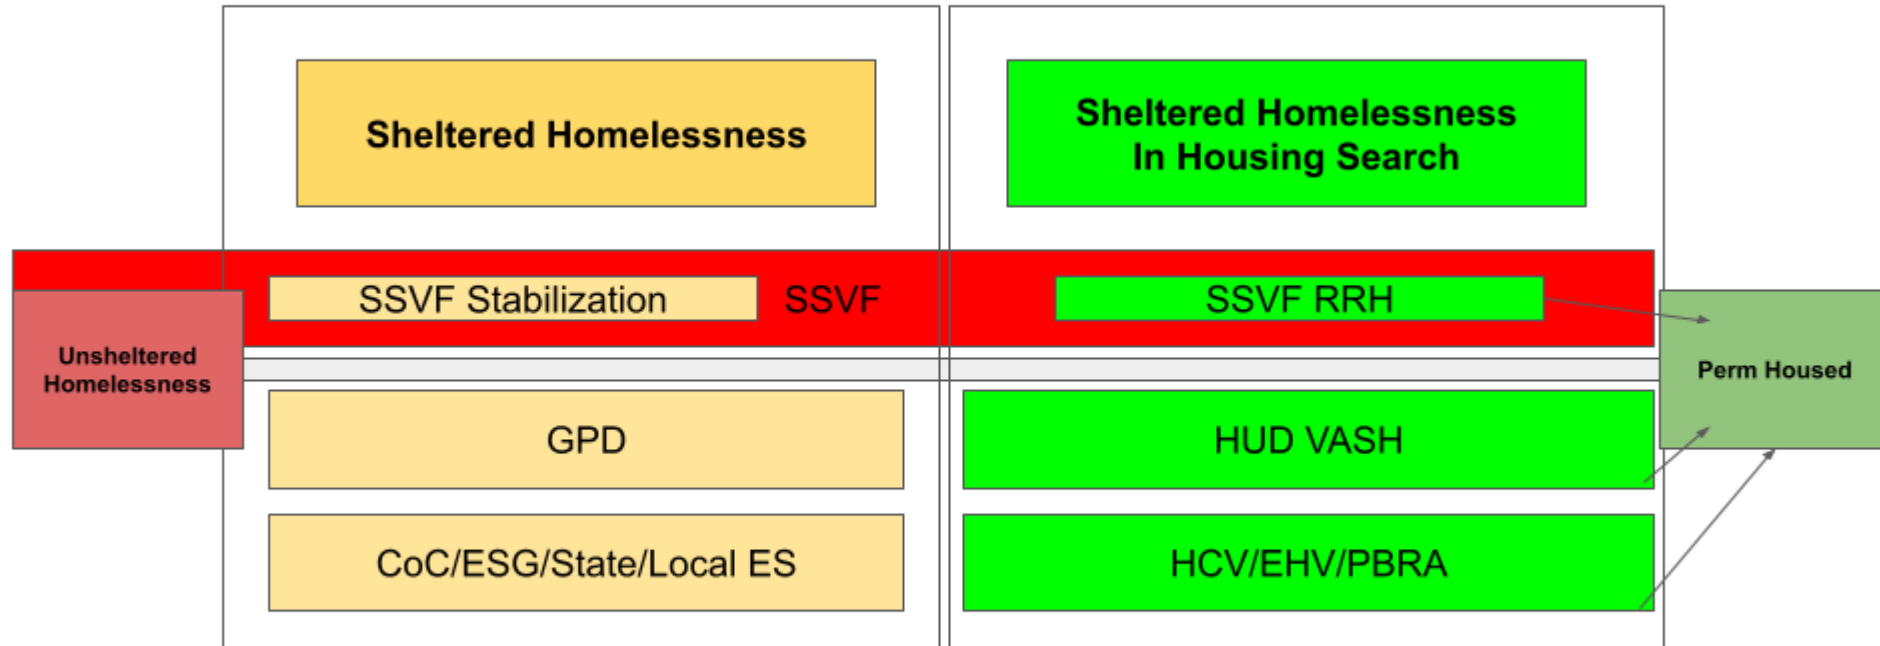 Sheltered Homelessness
Sheltered Homelessness
In Housing Search
SSVF Stabilization
SSVF
SSVF RRH
Unsheltered
Homelessness
Perm Housed
GPD
HUD VASH
CoC/ESG/State/Local ES
HCV/EHV/PBRA